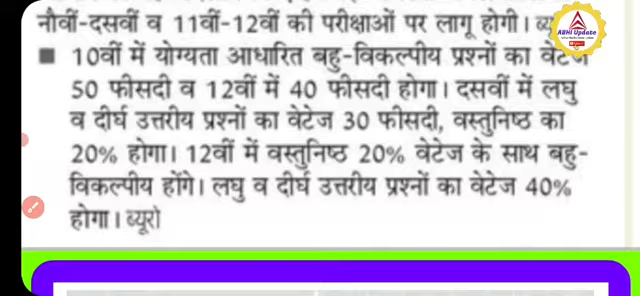 नौवीं-दसवीं व 11वीं-12वीं की परीक्षाओं पर लागू होगी।
ABHI Update
■ 10वीं में योग्यता आधारित बहु-विकल्पीय प्रश्नों का वेटेज
50 फीसदी व 12वीं में 40 फीसदी होगा। दसवीं में लघु
व दीर्घ उत्तरीय प्रश्नों का वेटेज 30 फीसदी, वस्तुनिष्ठ का
20% होगा। 12वीं में वस्तुनिष्ठ 20% वेटेज के साथ बहु-
विकल्पीय होंगे। लघु व दीर्घ उत्तरीय प्रश्नों का वेटेज 40%
होगा। ब्यूरो